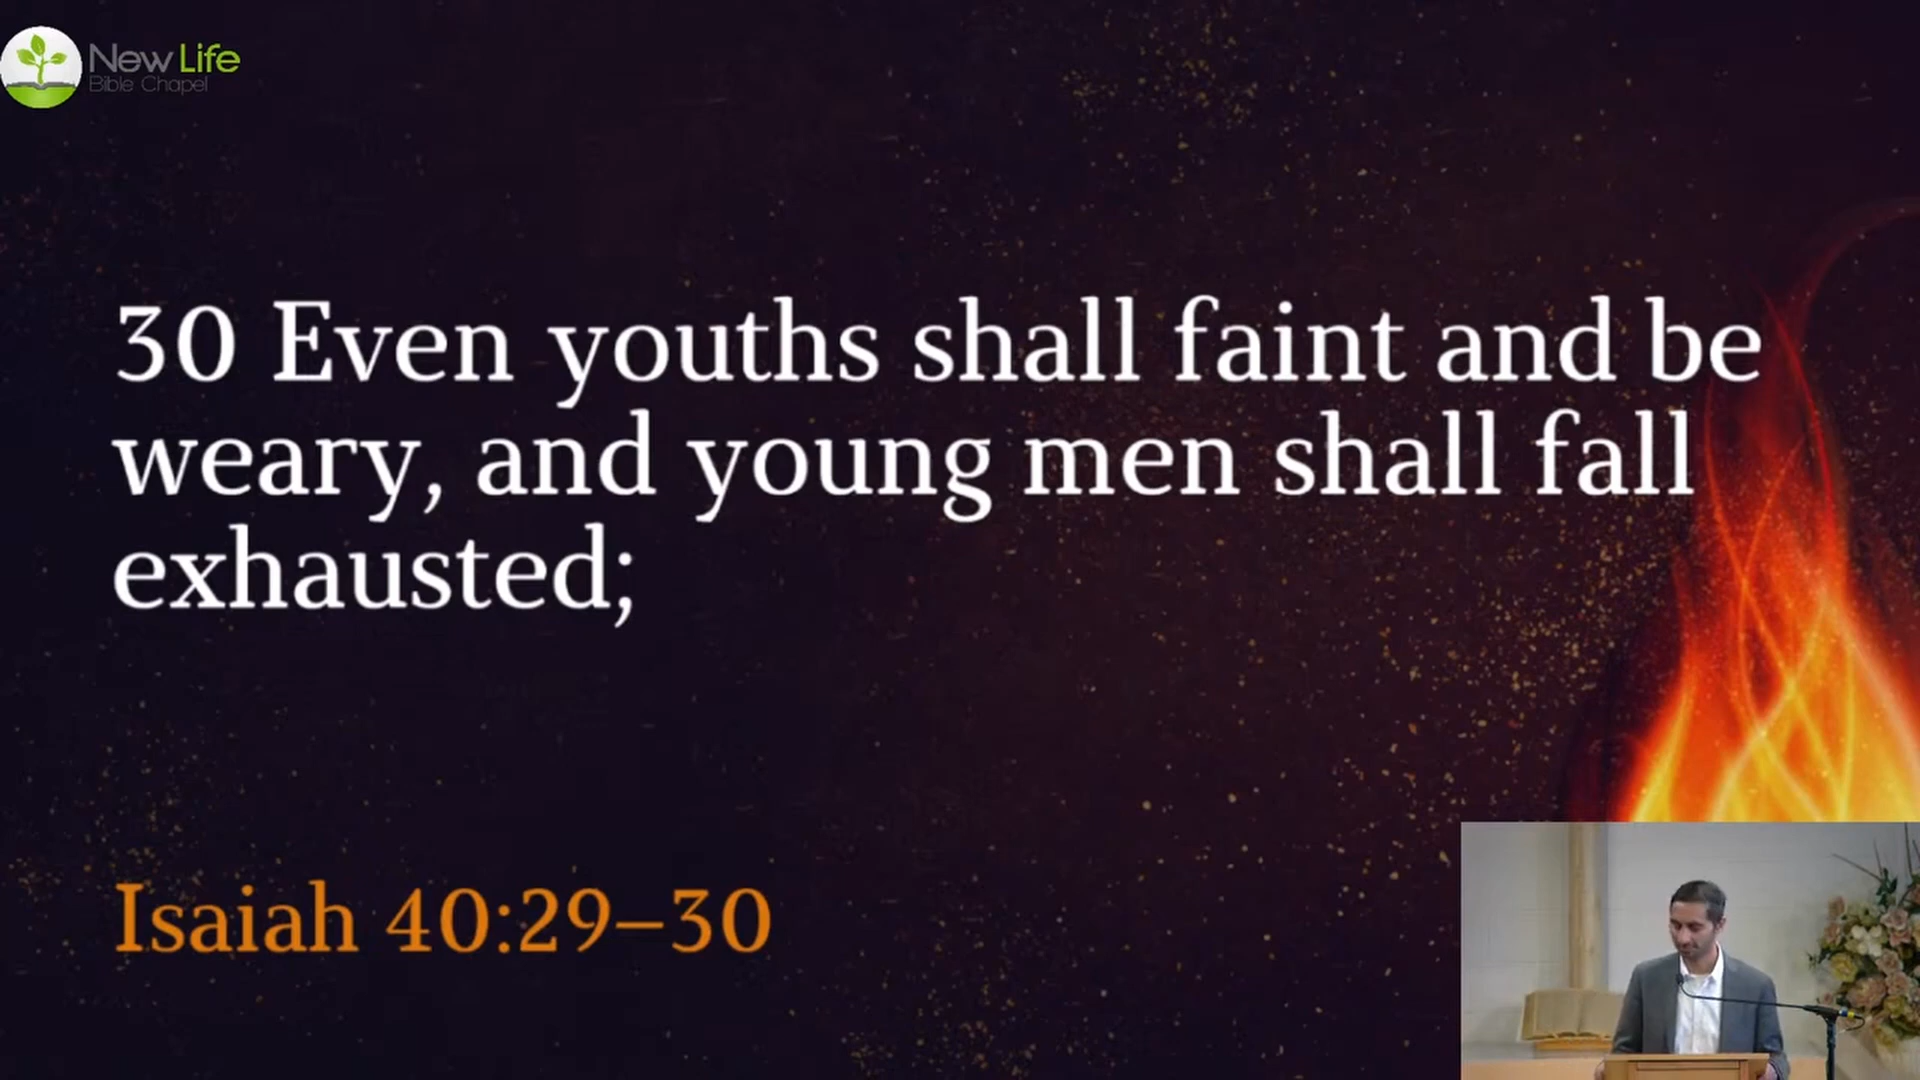 New Life
Bible Chapel
30 Even youths shall faint and be
weary, and young men shall fall
exhausted;
Isaiah 40:29–30